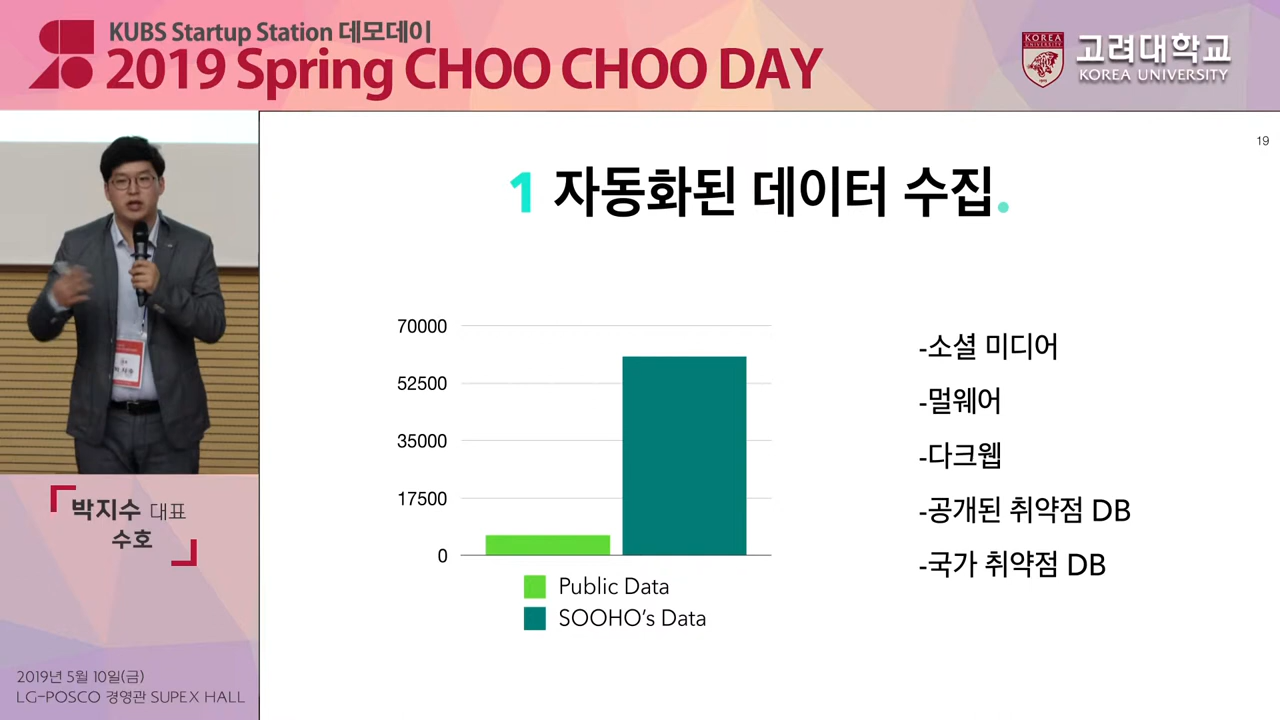 KUBS Startup Station 데모데이
2019 Spring CHOO CHOO DAY
KOREA
UNIVERSITY
고려대학교
KOREA UNIVERSITY
19
1 자동화된 데이터 수집.
70000
52500
35000
17500
0
Public Data
SOOHO's Data
-소셜 미디어
-멀웨어
-다크웹
-공개된 취약점 DB
-국가 취약점 DB
박지수 대표
수호
2019년 5월 10일(금)
LG-POSCO 경영관 SUPEX HALL